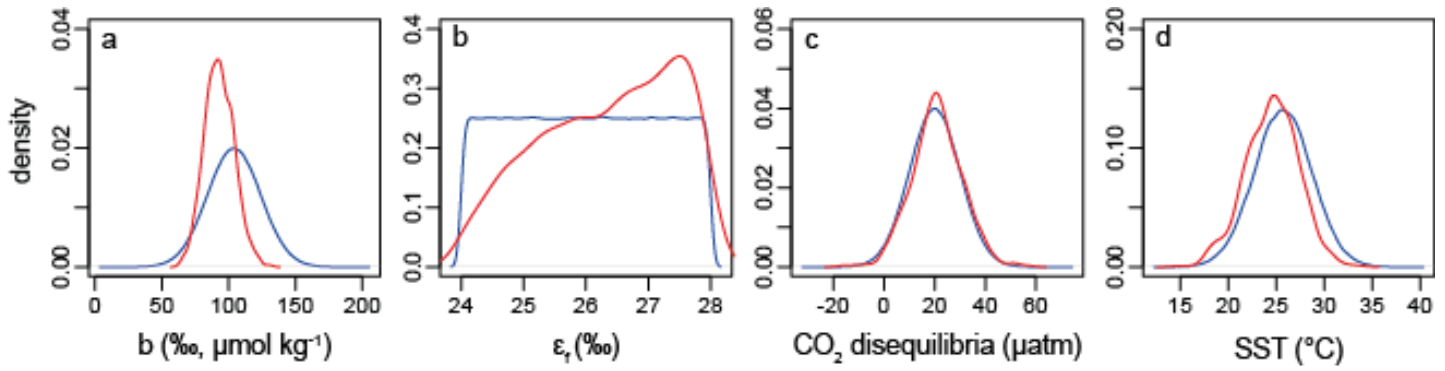 density
a
0.00 0.02 0.04
0 50 100 150 200
b (‰, µmol kg⁻¹)
b
0.0 0.1 0.2 0.3 0.4
24 25 26 27 28
εf (‰)
c
0.00 0.02 0.04 0.06
-20 0 20 40 60
CO₂ disequilibria (µatm)
d
0.00 0.10 0.20
15 20 25 30 35 40
SST (°C)